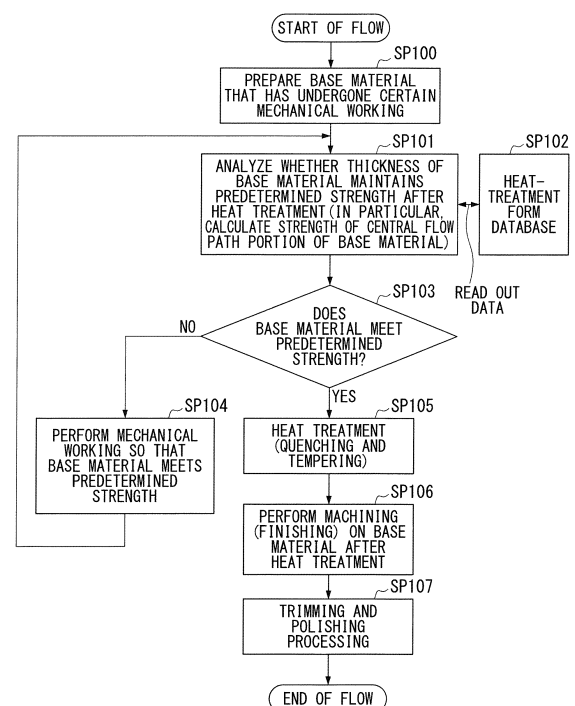 START OF FLOW
SP100
PREPARE BASE MATERIAL
THAT HAS UNDERGONE CERTAIN
MECHANICAL WORKING
SP101
ANALYZE WHETHER THICKNESS OF
BASE MATERIAL MAINTAINS
PREDETERMINED STRENGTH AFTER
HEAT TREATMENT (IN PARTICULAR,
CALCULATE STRENGTH OF CENTRAL FLOW
PATH PORTION OF BASE MATERIAL)
SP102
HEAT-
TREATMENT
FORM
DATABASE
READ OUT
DATA
SP103
DOES
BASE MATERIAL MEET
PREDETERMINED
STRENGTH?
NO
YES
SP104
PERFORM MECHANICAL
WORKING SO THAT
BASE MATERIAL MEETS
PREDETERMINED
STRENGTH
SP105
HEAT TREATMENT
(QUENCHING AND
TEMPERING)
SP106
PERFORM MACHINING
(FINISHING) ON BASE
MATERIAL AFTER
HEAT TREATMENT
SP107
TRIMMING AND
POLISHING
PROCESSING
END OF FLOW